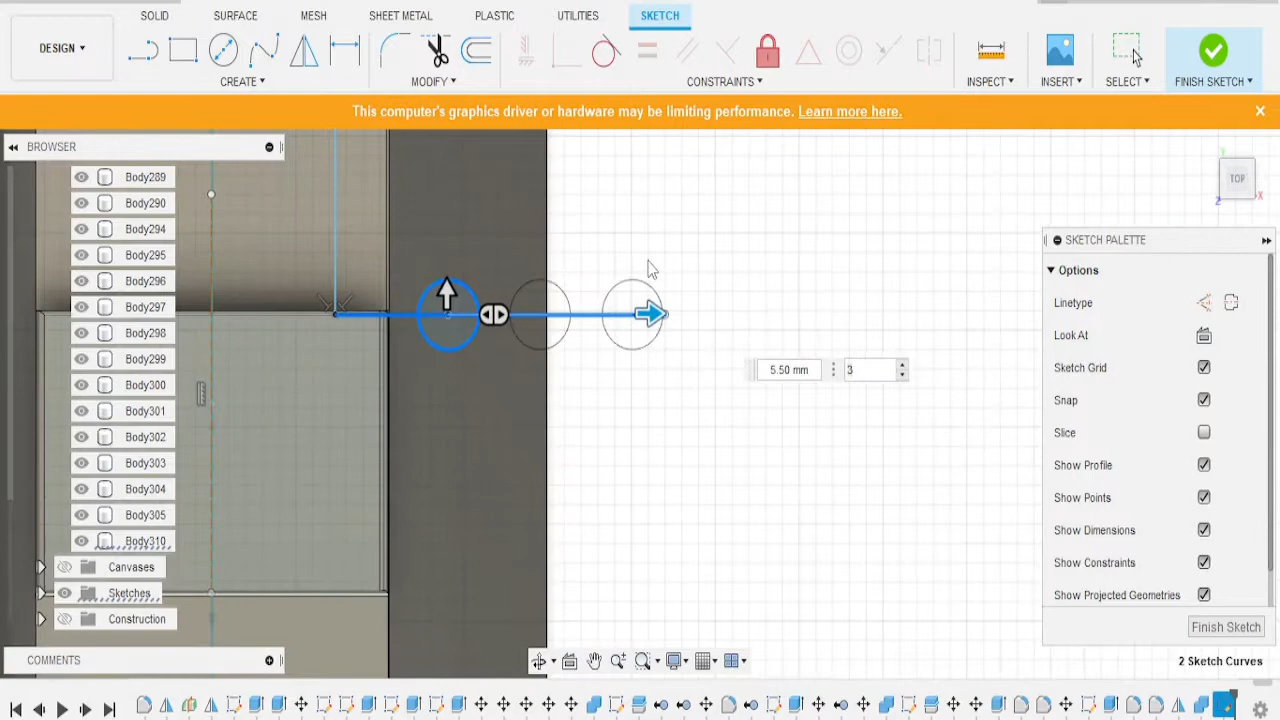 SOLID SURFACE MESH SHEET METAL PLASTIC UTILITIES SKETCH
DESIGN
CREATE MODIFY CONSTRAINTS INSPECT INSERT SELECT FINISH SKETCH
This computer's graphics driver or hardware may be limiting performance. Learn more here.
BROWSER
Body289
Body290
Body294
Body295
Body296
Body297
Body298
Body299
Body300
Body301
Body302
Body303
Body304
Body305
Body310
Canvases
Sketches
Construction
COMMENTS
5.50 mm 3
Y
TOP
Z X
SKETCH PALETTE
Options
Linetype
Look At
Sketch Grid
Snap
Slice
Show Profile
Show Points
Show Dimensions
Show Constraints
Show Projected Geometries
Finish Sketch
2 Sketch Curves